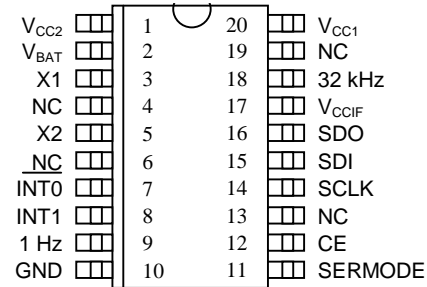 VCC2 1 20 VCC1
VBAT 2 19 NC
X1 3 18 32 kHz
NC 4 17 VCCIF
X2 5 16 SDO
NC 6 15 SDI
INT0 7 14 SCLK
INT1 8 13 NC
1 Hz 9 12 CE
GND 10 11 SERMODE